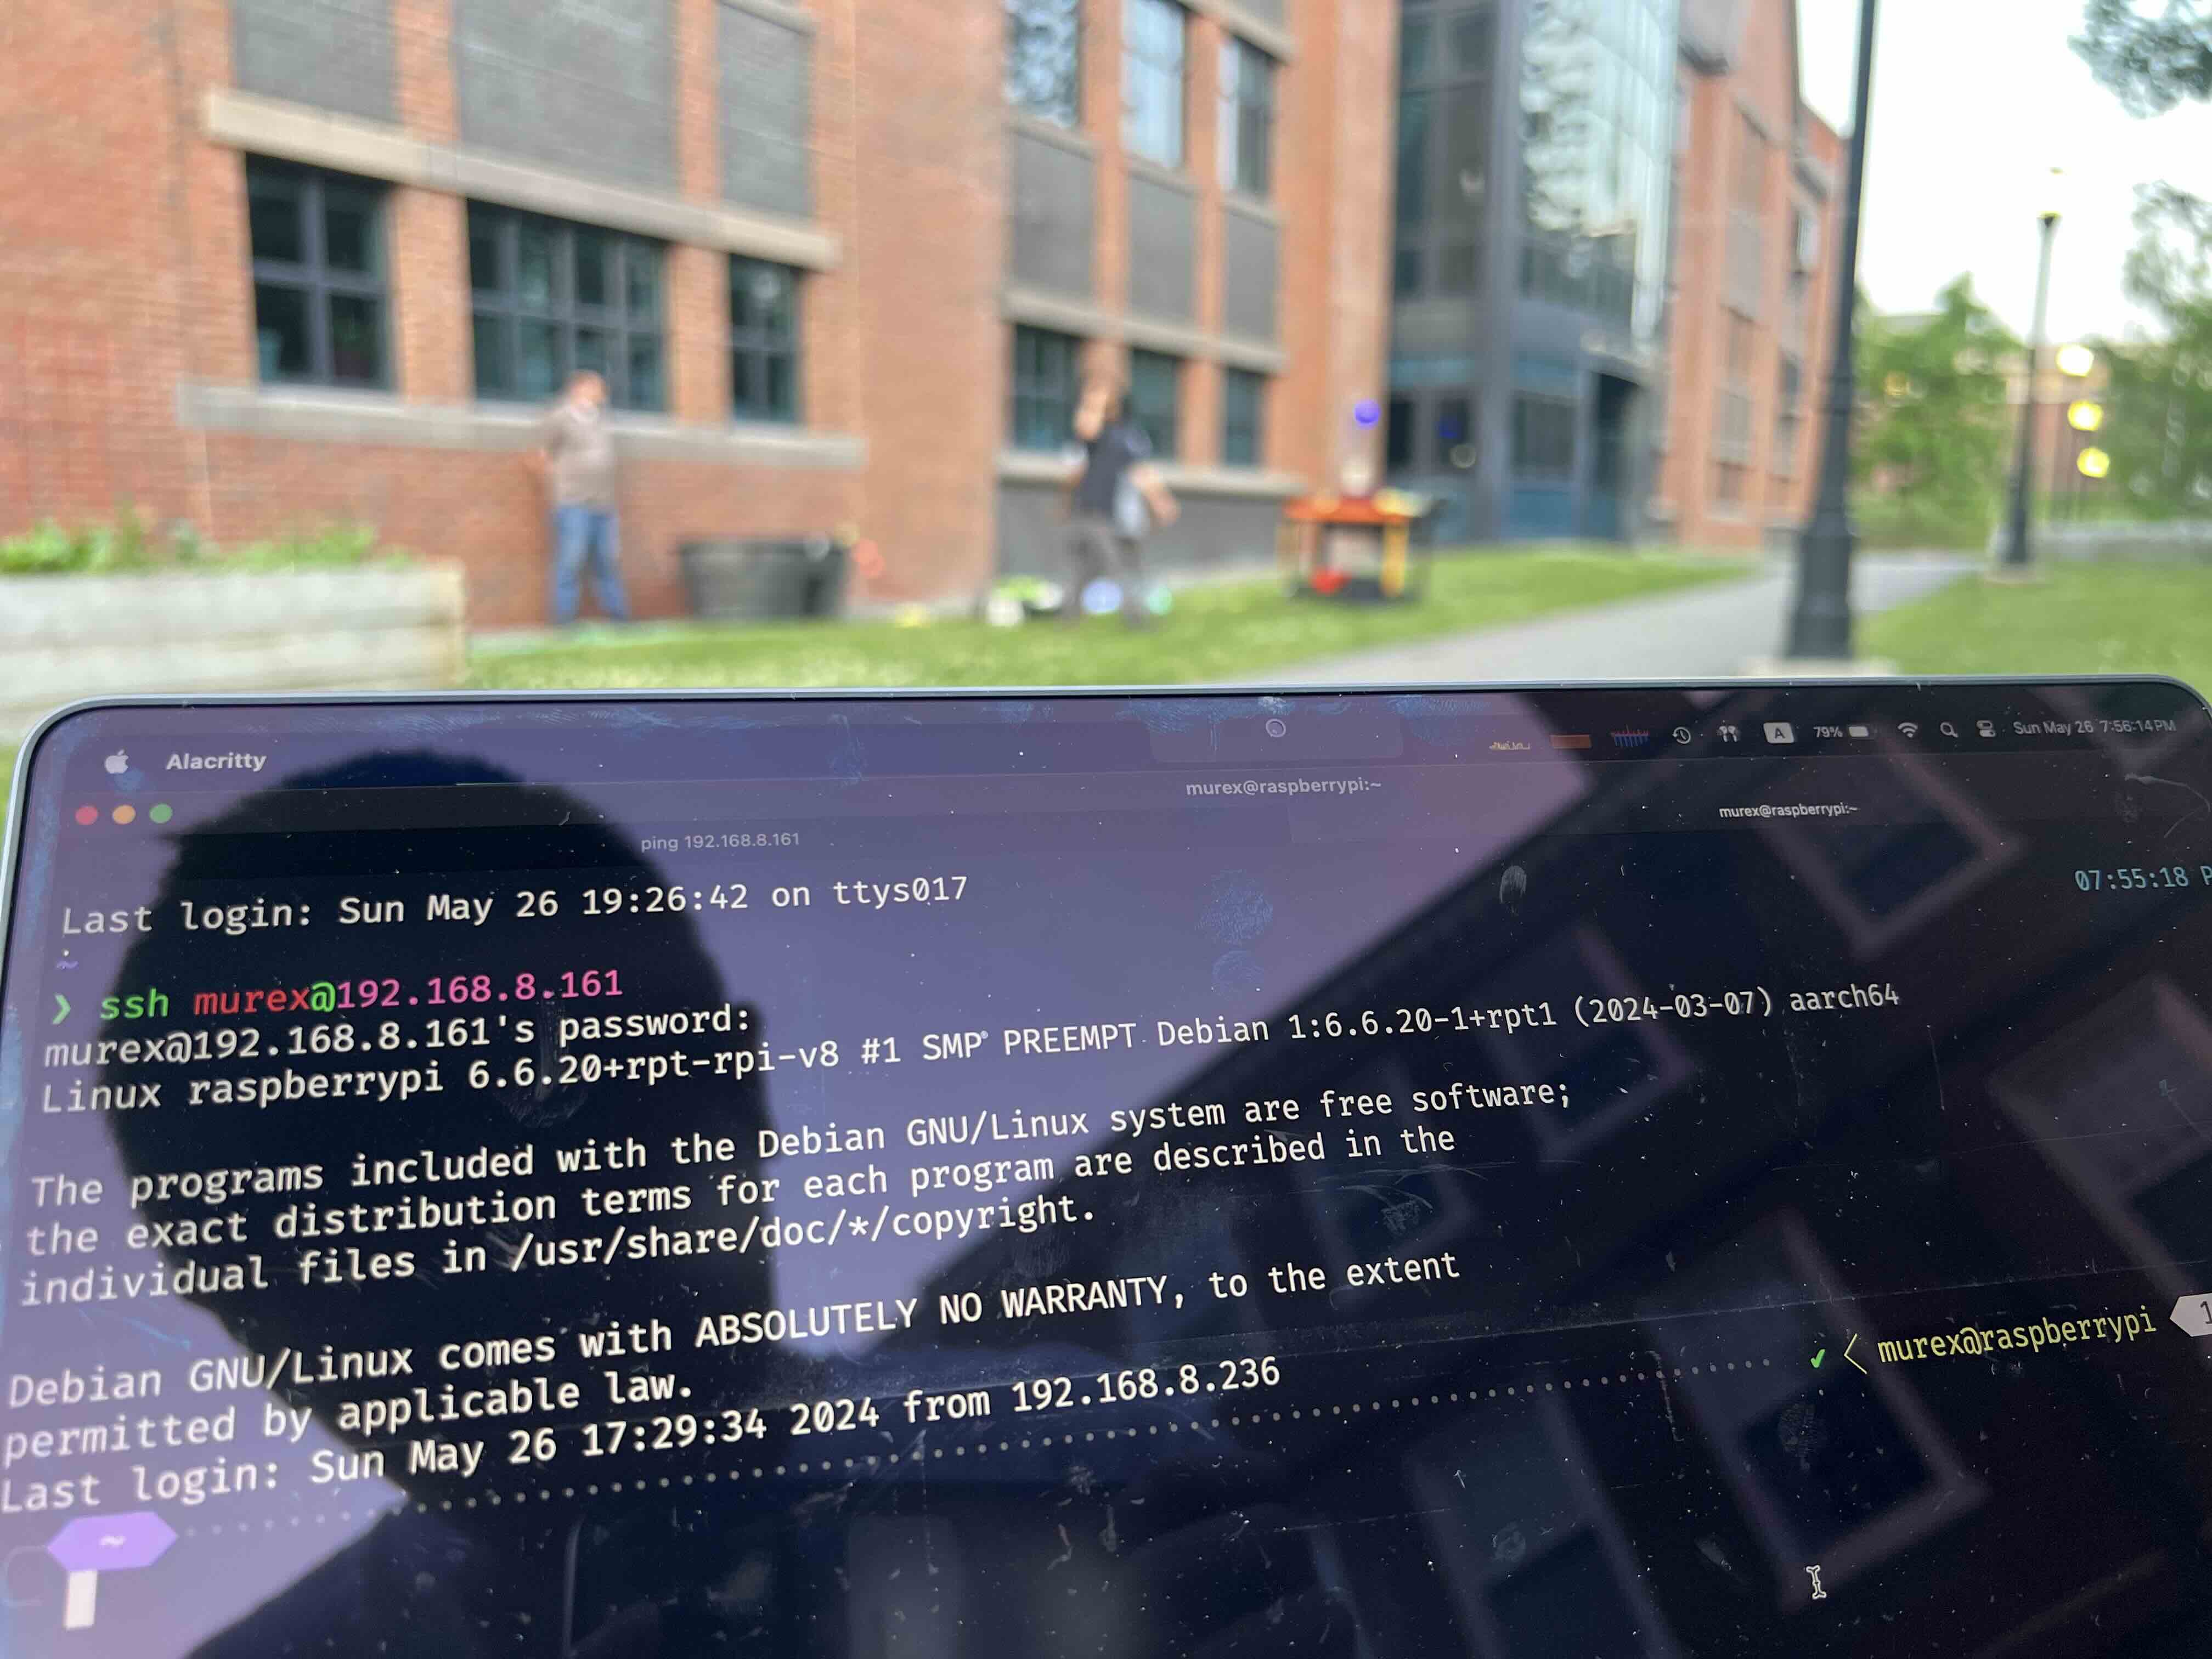 Alacritty
A 79% Sun May 26 7:56:14 PM
murex@raspberrypi:~
ping 192.168.8.161
murex@raspberrypi:~
Last login: Sun May 26 19:26:42 on ttys017
07:55:18 P
~
❯ ssh murex@192.168.8.161
murex@192.168.8.161's password:
Linux raspberrypi 6.6.20+rpt-rpi-v8 #1 SMP PREEMPT Debian 1:6.6.20-1+rpt1 (2024-03-07) aarch64
The programs included with the Debian GNU/Linux system are free software;
the exact distribution terms for each program are described in the
individual files in /usr/share/doc/*/copyright.
Debian GNU/Linux comes with ABSOLUTELY NO WARRANTY, to the extent
permitted by applicable law.
Last login: Sun May 26 17:29:34 2024 from 192.168.8.236
~ ✔ murex@raspberrypi 1